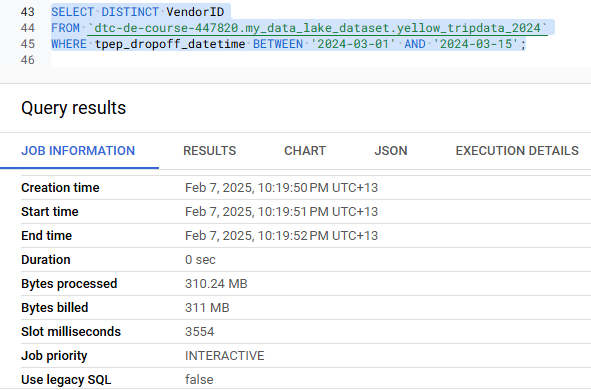 43 SELECT DISTINCT VendorID
44 FROM `dtc-de-course-447820.my_data_lake_dataset.yellow_tripdata_2024`
45 WHERE tpep_dropoff_datetime BETWEEN '2024-03-01' AND '2024-03-15';
46
Query results
JOB INFORMATION RESULTS CHART JSON EXECUTION DETAILS
Creation time Feb 7, 2025, 10:19:50 PM UTC+13
Start time Feb 7, 2025, 10:19:51 PM UTC+13
End time Feb 7, 2025, 10:19:52 PM UTC+13
Duration 0 sec
Bytes processed 310.24 MB
Bytes billed 311 MB
Slot milliseconds 3554
Job priority INTERACTIVE
Use legacy SQL false